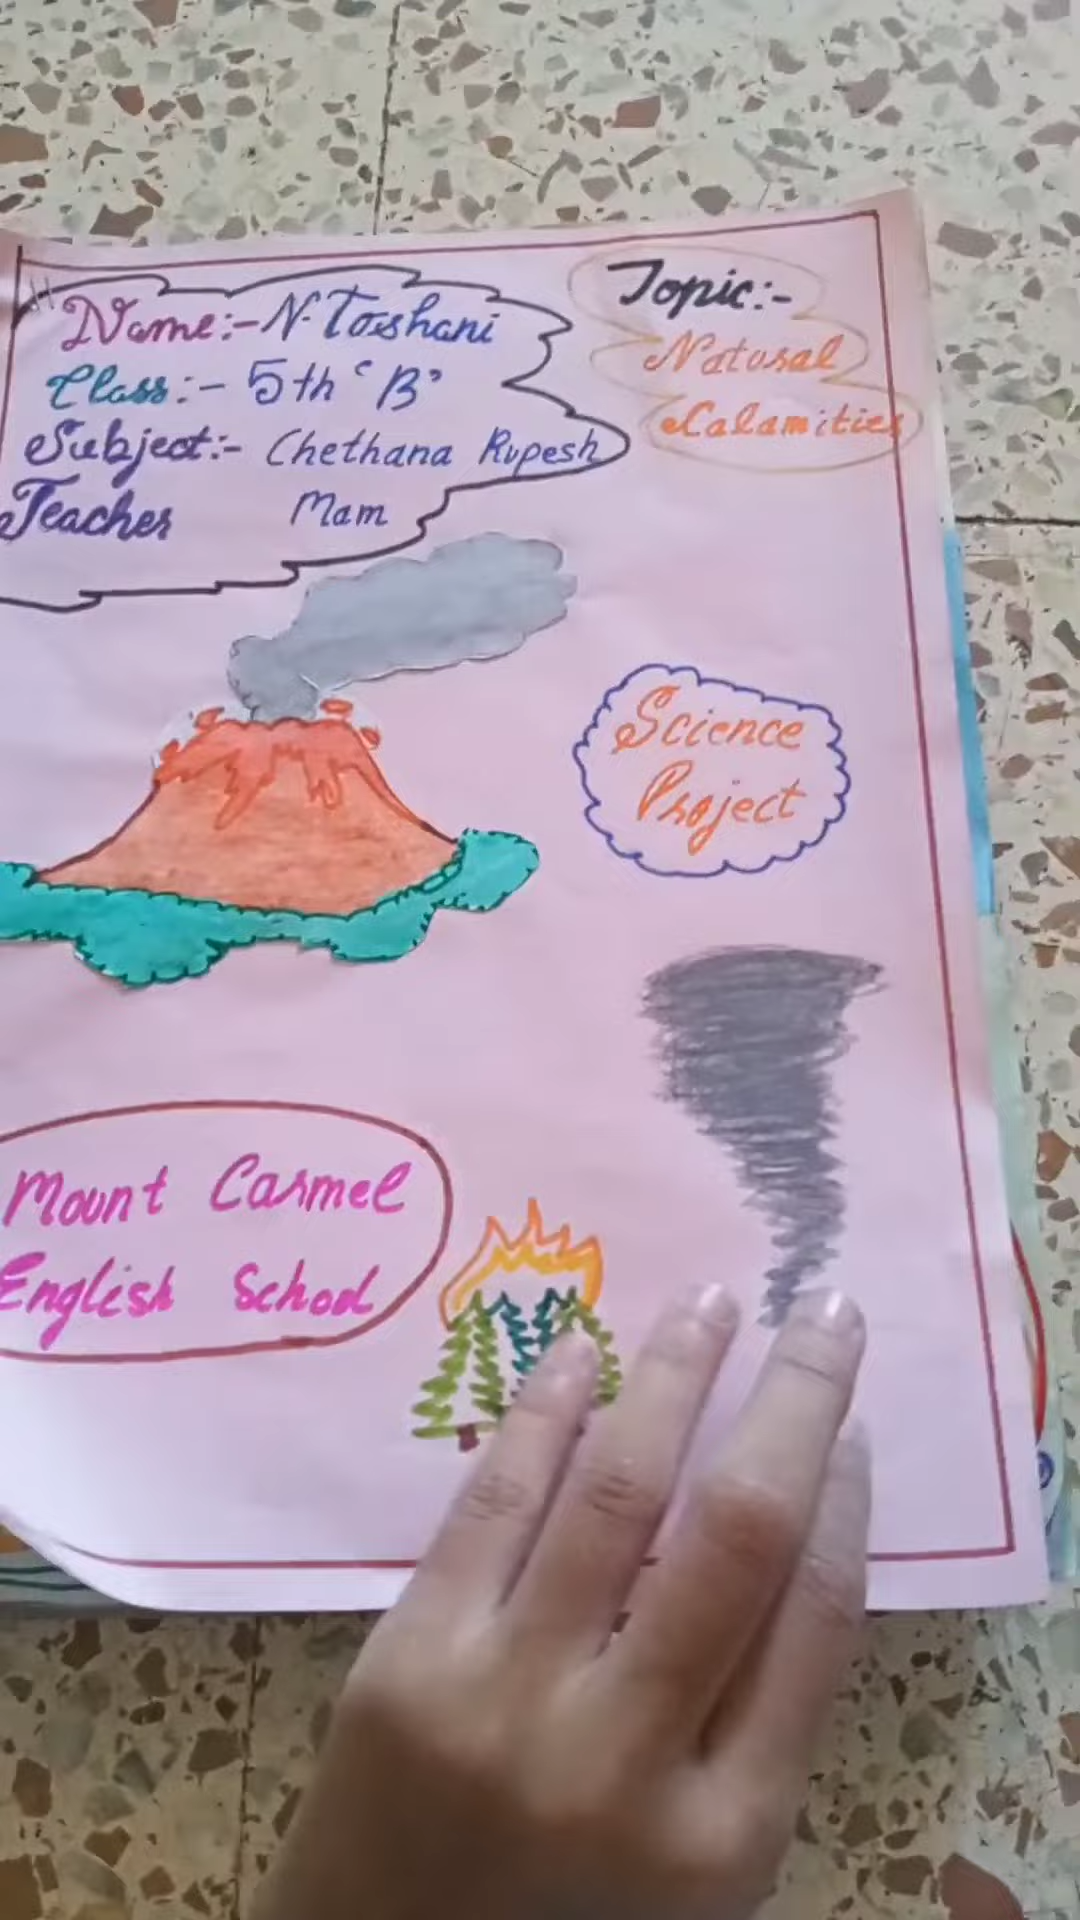 Name:- N. Toshani
Class:- 5th 'B'
Subject:- Chethana Rupesh
Teacher Mam
Topic:-
Natural
Calamities
Science
Project
Mount Carmel
English School